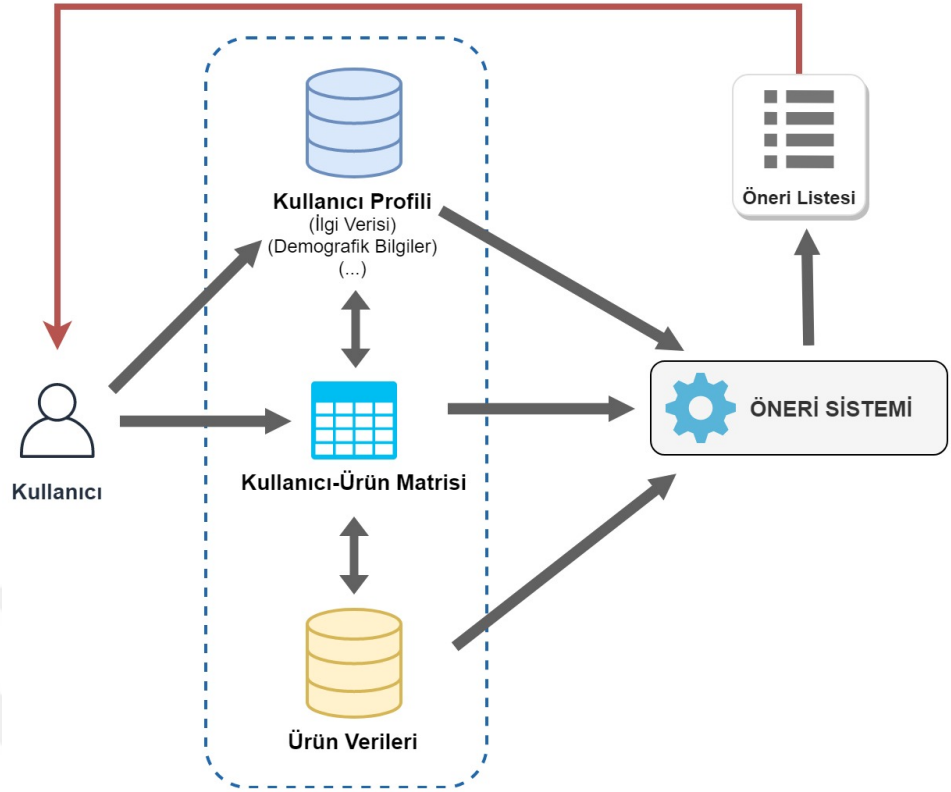 Kullanıcı Profili
(İlgi Verisi)
(Demografik Bilgiler)
(...)
Öneri Listesi
ÖNERİ SİSTEMİ
Kullanıcı
Kullanıcı-Ürün Matrisi
Ürün Verileri